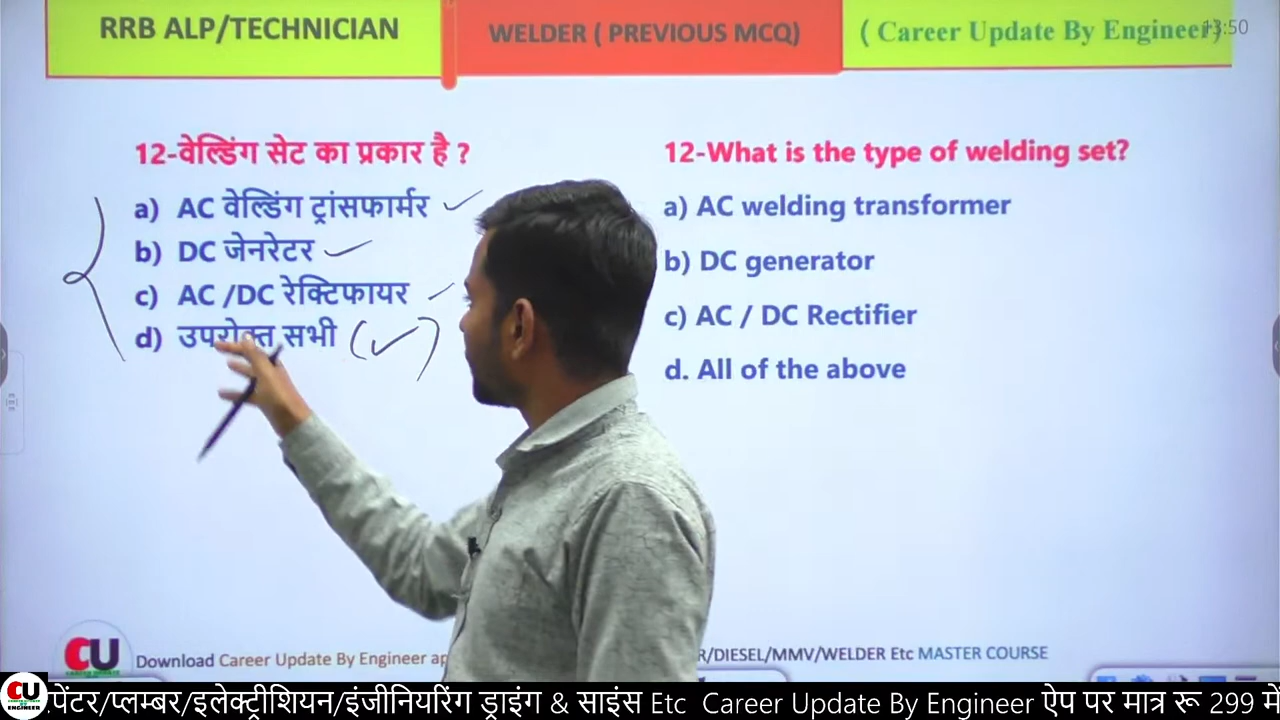 RRB ALP/TECHNICIAN
WELDER ( PREVIOUS MCQ)
( Career Update By Engineer)
13:50
12-वेल्डिंग सेट का प्रकार है ?
a) AC वेल्डिंग ट्रांसफार्मर
b) DC जेनरेटर
c) AC /DC रेक्टिफायर
d) उपरोक्त सभी
12-What is the type of welding set?
a) AC welding transformer
b) DC generator
c) AC / DC Rectifier
d. All of the above
CU
Download Career Update By Engineer
R/DIESEL/MMV/WELDER Etc MASTER COURSE
CU
ENGINEER
पेंटर/प्लम्बर/इलेक्ट्रीशियन/इंजीनियरिंग ड्राइंग & साइंस Etc Career Update By Engineer ऐप पर मात्र रू 299 मे